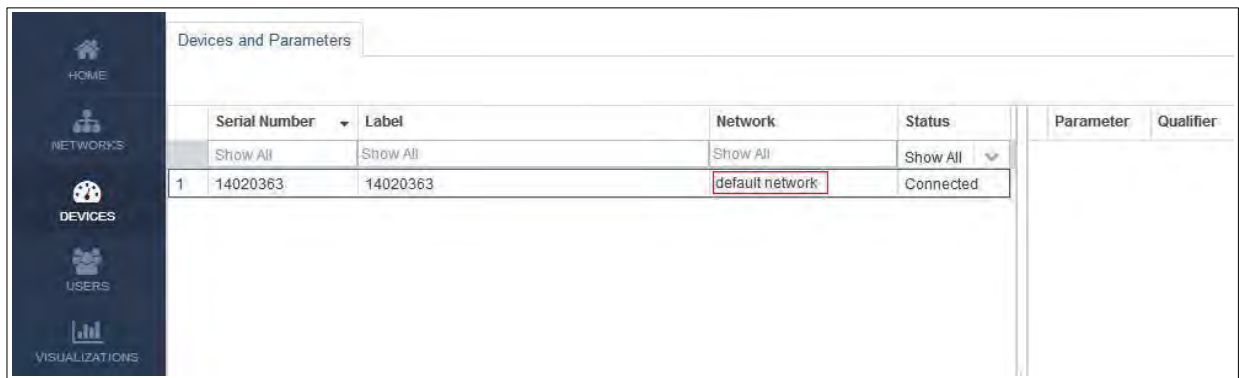 HOME
NETWORKS
DEVICES
USERS
VISUALIZATIONS
Devices and Parameters
Serial Number Label Network Status Parameter Qualifier
Show All Show All Show All Show All
1 14020363 14020363 default network Connected